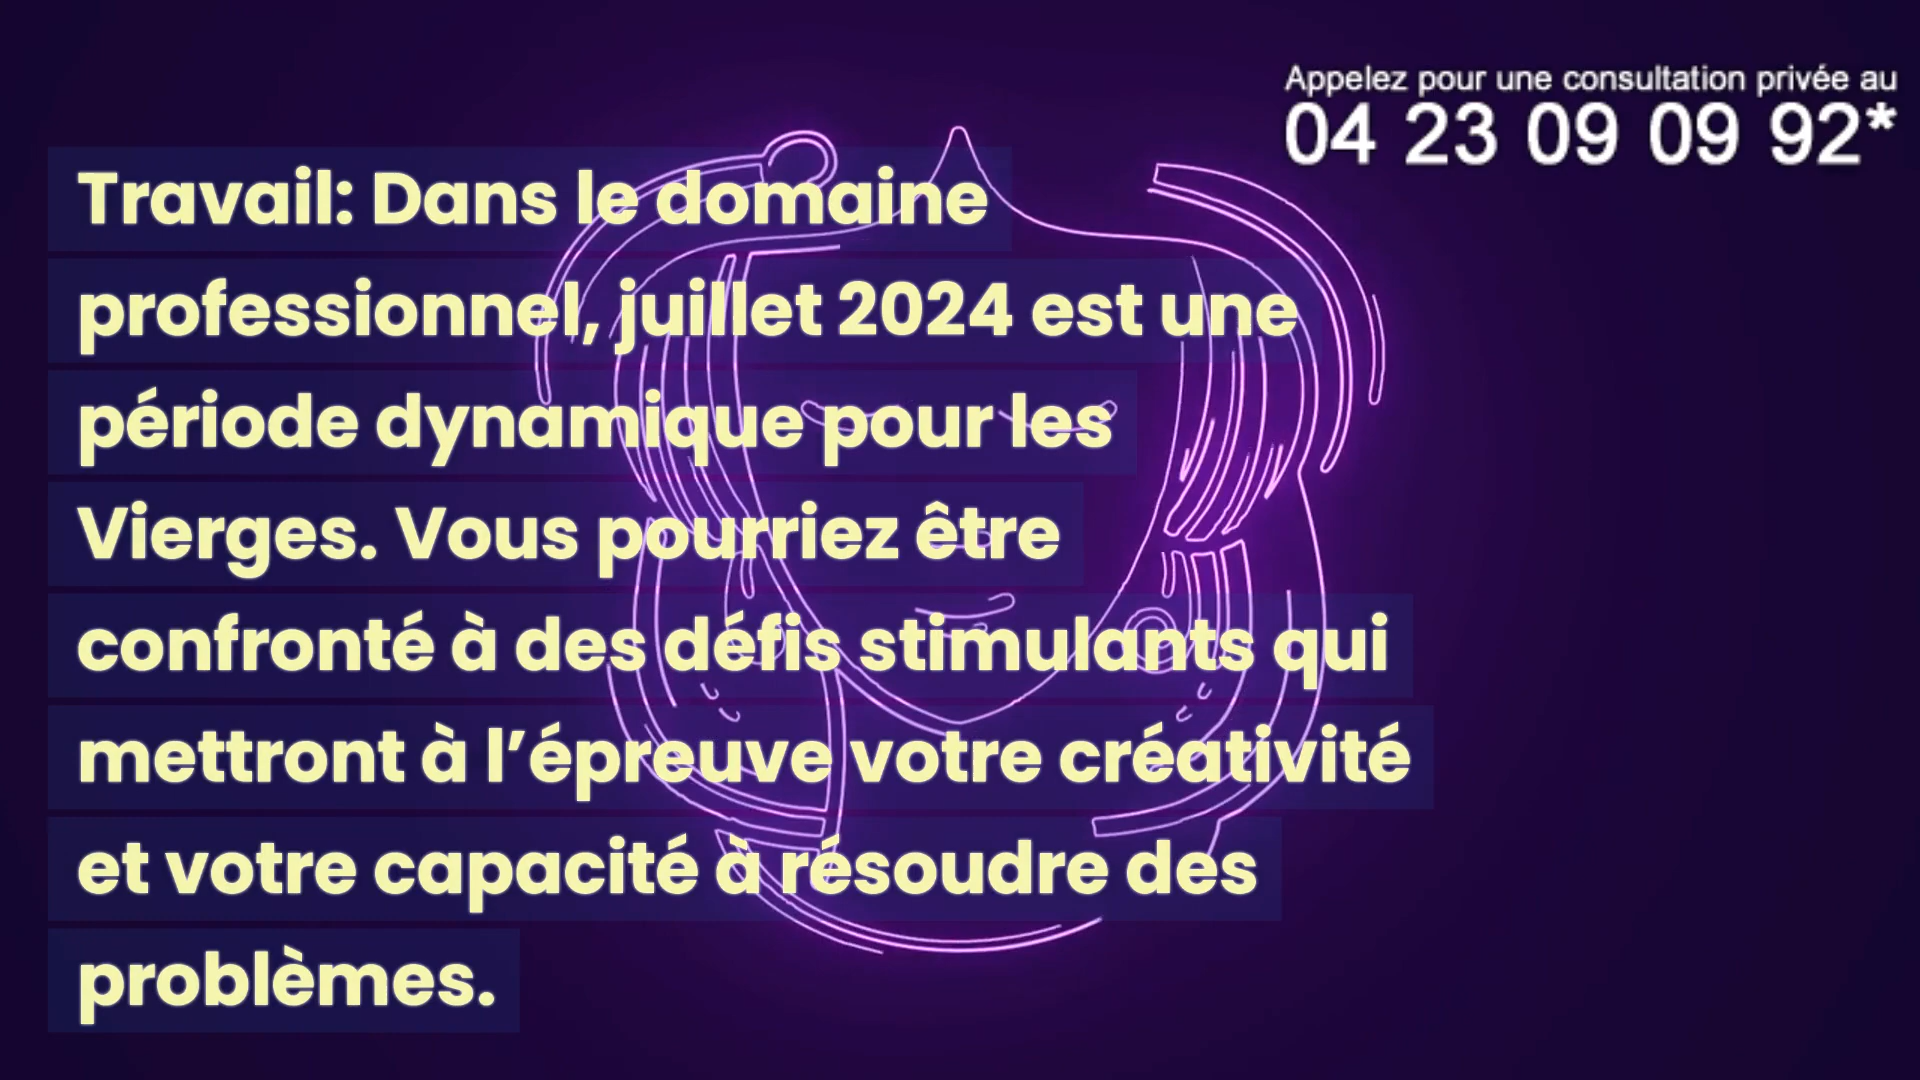 Appelez pour une consultation privée au
04 23 09 09 92*
Travail: Dans le domaine
professionnel, juillet 2024 est une
période dynamique pour les
Vierges. Vous pourriez être
confronté à des défis stimulants qui
mettront à l’épreuve votre créativité
et votre capacité à résoudre des
problèmes.